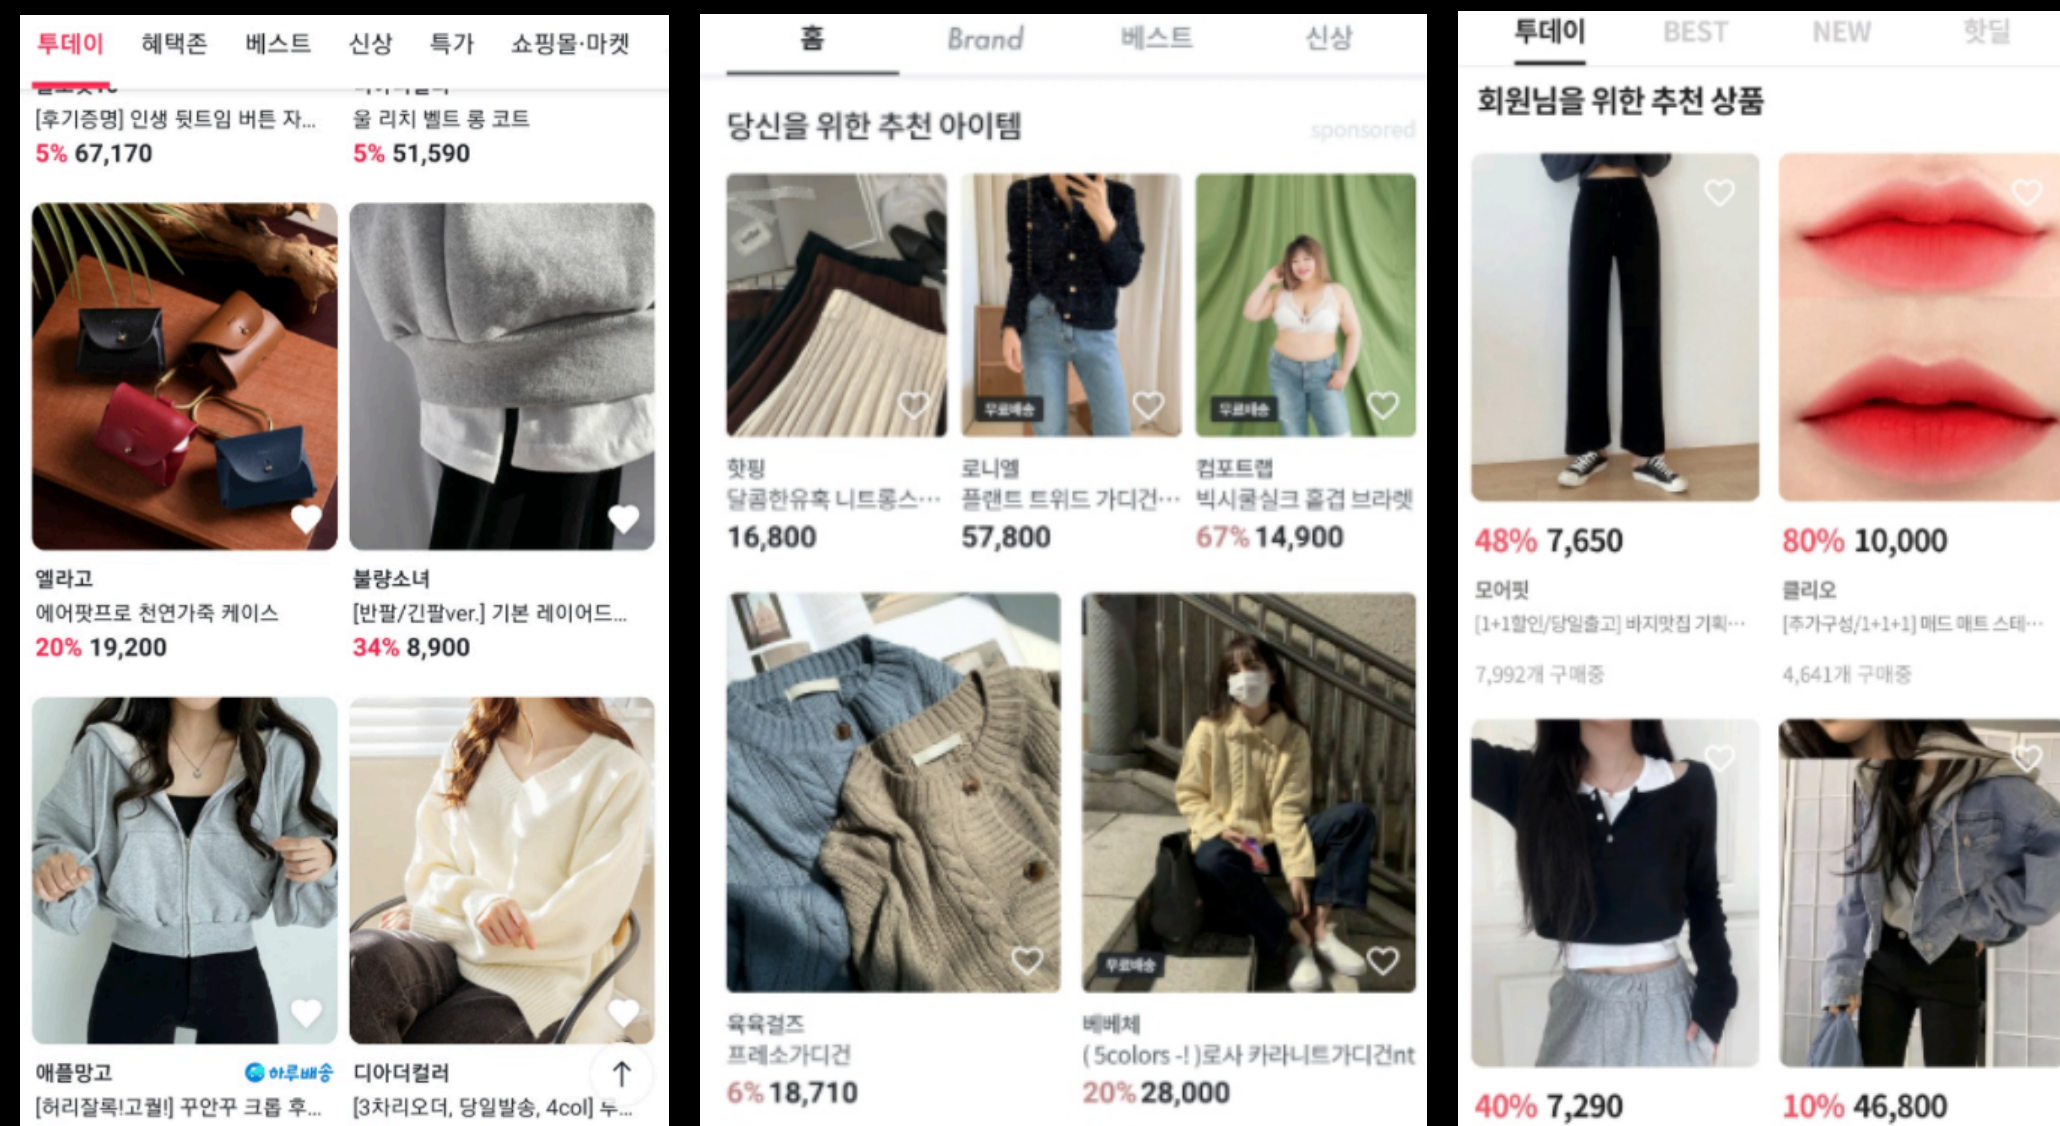 투데이 혜택존 베스트 신상 특가 쇼핑몰·마켓
[후기증명] 인생 뒷트임 버튼 자...
울 리치 벨트 롱 코트
5% 67,170
5% 51,590
엘라고
에어팟프로 천연가죽 케이스
20% 19,200
불량소녀
[반팔/긴팔ver.] 기본 레이어드...
34% 8,900
애플망고
하루배송
[허리잘록!고퀄!] 꾸안꾸 크롭 후...
디아더컬러
[3차리오더, 당일발송, 4col] 루...
홈 Brand 베스트 신상
당신을 위한 추천 아이템
sponsored
무료배송
무료배송
핫핑
달콤한유혹 니트롱스...
16,800
로니엘
플랜트 트위드 가디건...
57,800
컴포트랩
빅시쿨실크 홑겹 브라렛
67% 14,900
무료배송
육육걸즈
프레소가디건
6% 18,710
베베체
( 5colors -! )로사 카라니트가디건nt
20% 28,000
투데이 BEST NEW 핫딜
회원님을 위한 추천 상품
48% 7,650
모어핏
[1+1할인/당일출고] 바지맛집 기획...
7,992개 구매중
80% 10,000
클리오
[추가구성/1+1+1] 매드 매트 스테...
4,641개 구매중
40% 7,290
10% 46,800